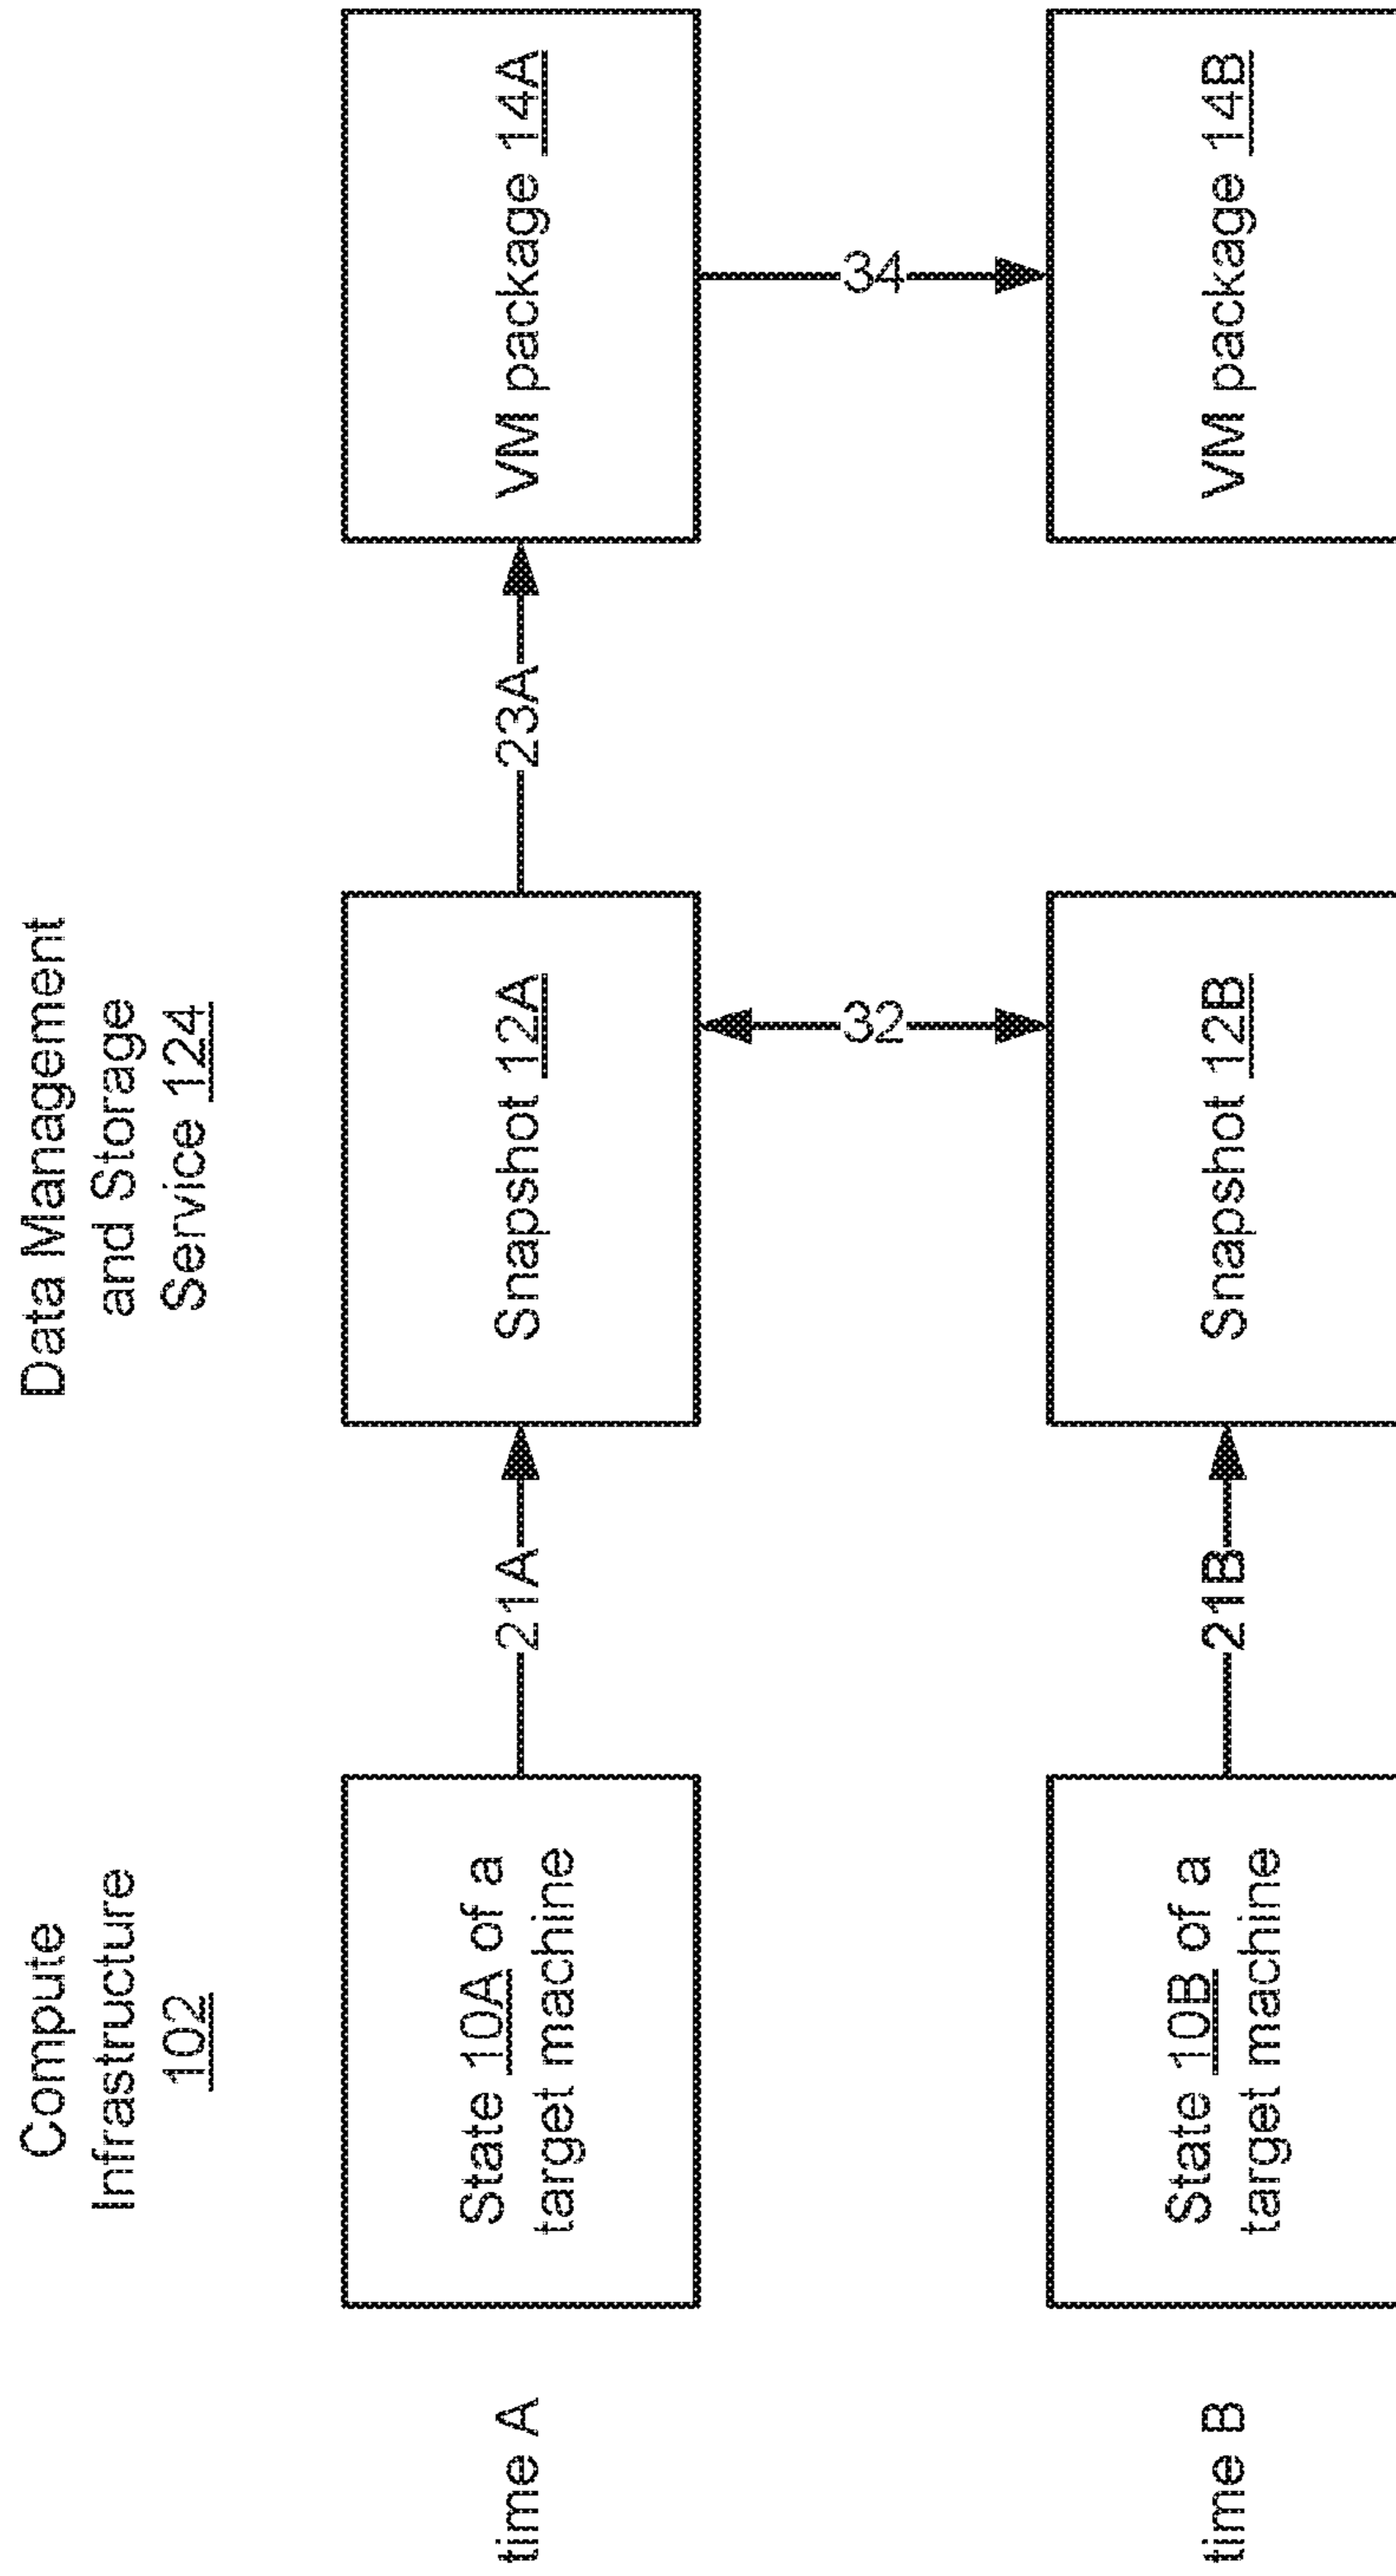 Compute
Infrastructure
102
Data Management
and Storage
Service 124
time A
State 10A of a
target machine
21A
Snapshot 12A
23A
VM package 14A
32
34
time B
State 10B of a
target machine
21B
Snapshot 12B
VM package 14B